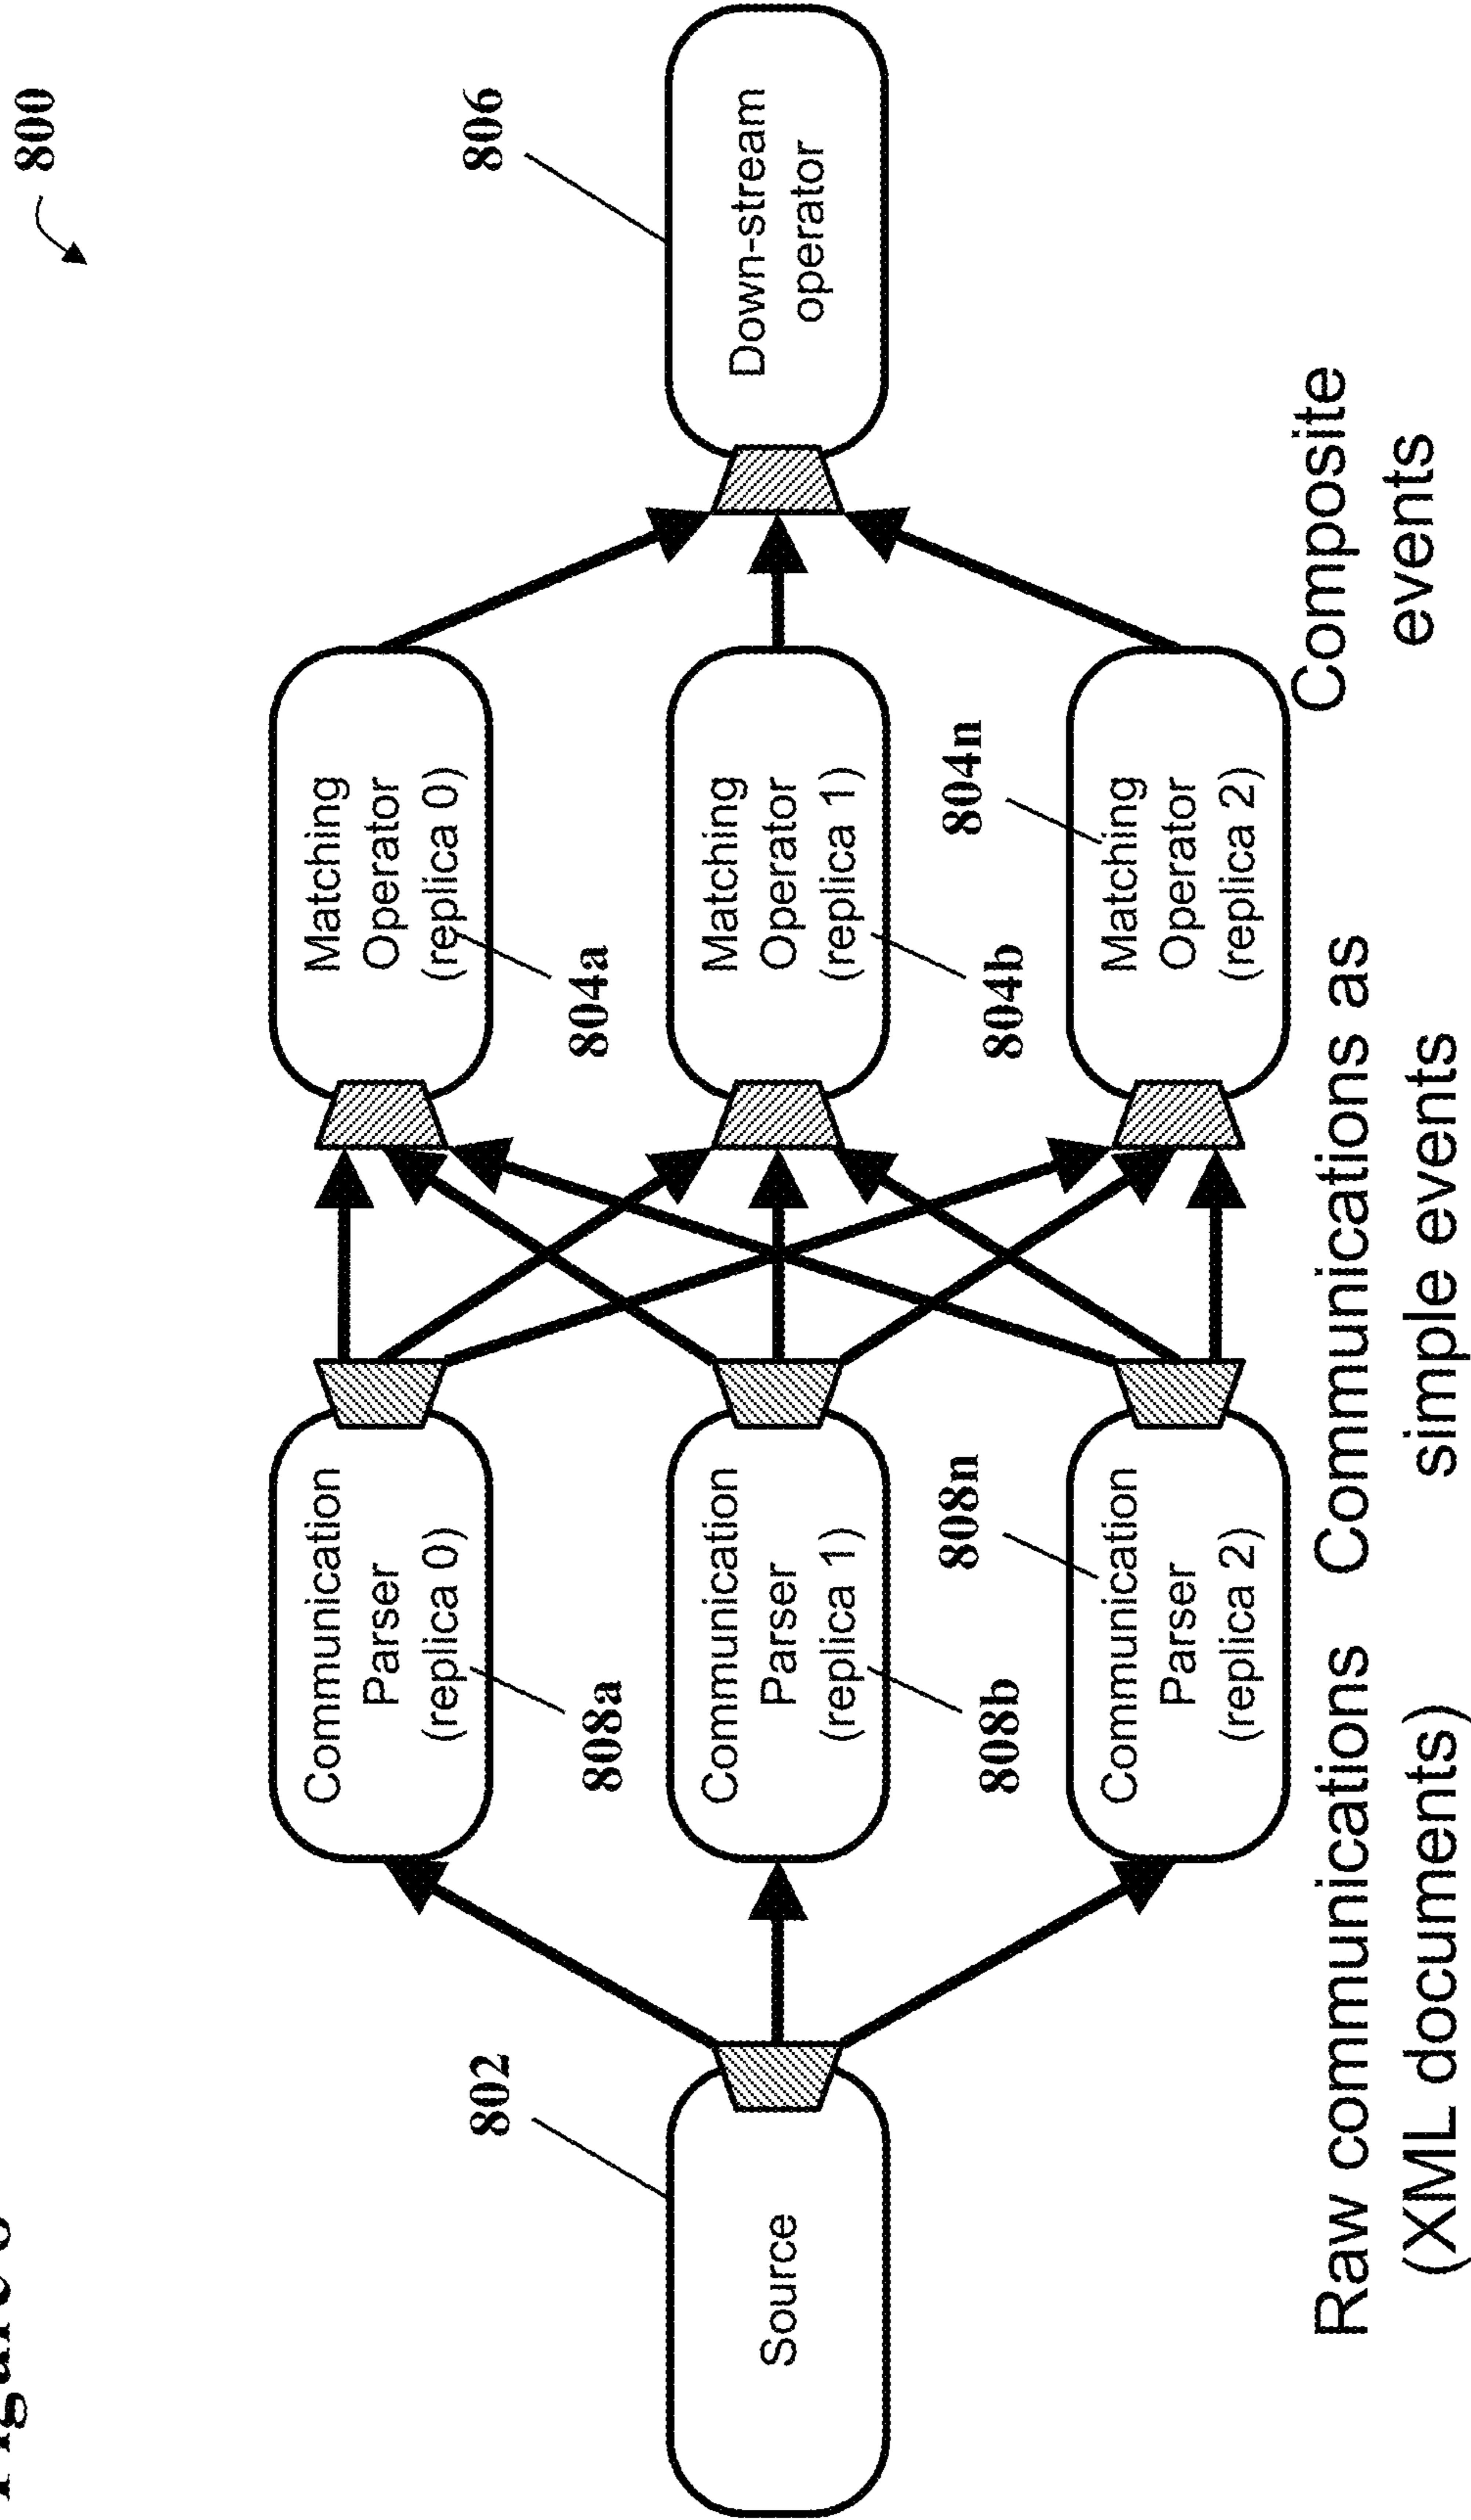 800
802
Source
Communication
Parser
(replica 0)
808a
Communication
Parser
(replica 1)
808b
Communication
Parser
(replica 2)
808n
Matching
Operator
(replica 0)
804a
Matching
Operator
(replica 1)
804b
Matching
Operator
(replica 2)
804n
Down-stream
operator
806
Raw communications
(XML documents)
Communications as
simple events
Composite
events